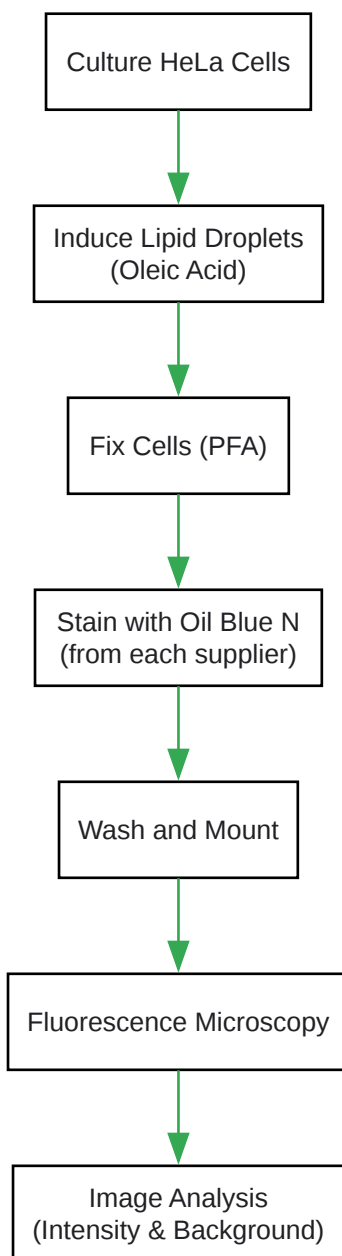 Culture HeLa Cells
Induce Lipid Droplets
(Oleic Acid)
Fix Cells (PFA)
Stain with Oil Blue N
(from each supplier)
Wash and Mount
Fluorescence Microscopy
Image Analysis
(Intensity & Background)